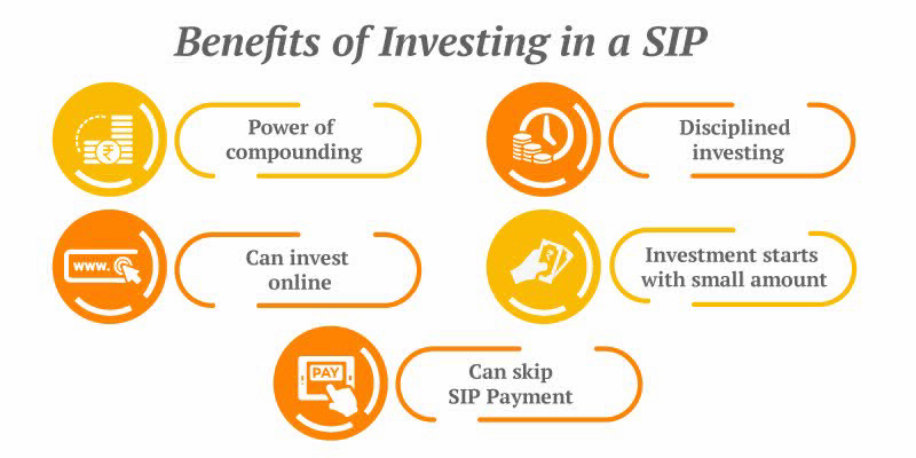 Benefits of Investing in a SIP
₹
Power of
compounding
Disciplined
investing
www.
Can invest
online
₹
Investment starts
with small amount
PAY
Can skip
SIP Payment